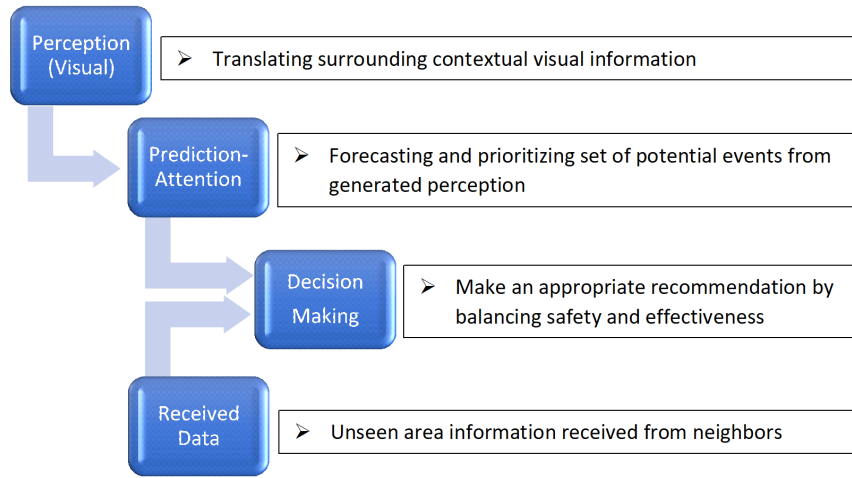 Perception
(Visual)
➢ Translating surrounding contextual visual information
Prediction-
Attention
➢ Forecasting and prioritizing set of potential events from
generated perception
Decision
Making
➢ Make an appropriate recommendation by
balancing safety and effectiveness
Received
Data
➢ Unseen area information received from neighbors